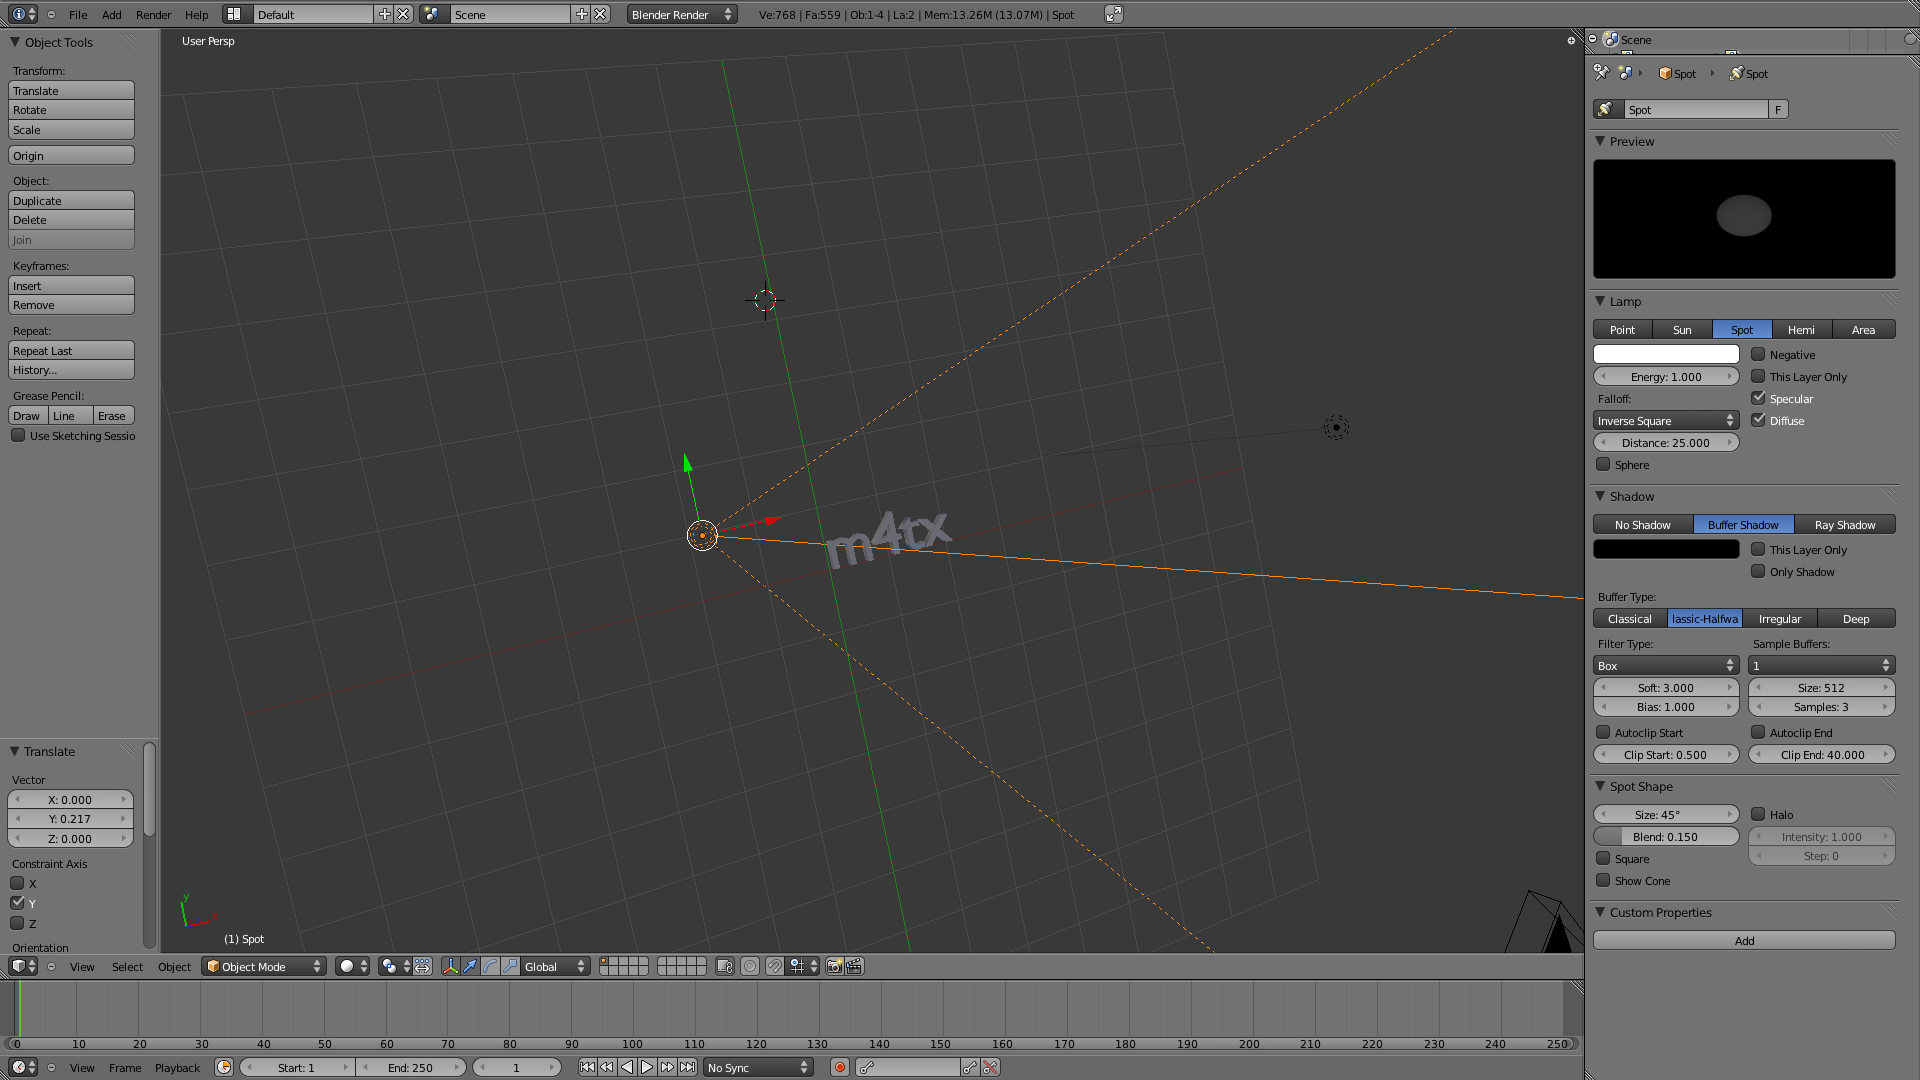 File Add Render Help Default Scene Blender Render Ve:768 | Fa:559 | Ob:1-4 | La:2 | Mem:13.26M (13.07M) | Spot
Object Tools
Transform:
Translate
Rotate
Scale
Origin
Object:
Duplicate
Delete
Join
Keyframes:
Insert
Remove
Repeat:
Repeat Last
History...
Grease Pencil:
Draw Line Erase
Use Sketching Sessio
Translate
Vector
X: 0.000
Y: 0.217
Z: 0.000
Constraint Axis
X
Y
Z
Orientation
User Persp
m4tx
y
x
(1) Spot
View Select Object Object Mode Global
0 10 20 30 40 50 60 70 80 90 100 110 120 130 140 150 160 170 180 190 200 210 220 230 240 250
View Frame Playback Start: 1 End: 250 1 No Sync
Scene
Spot Spot
Spot F
Preview
Lamp
Point Sun Spot Hemi Area
Negative
Energy: 1.000 This Layer Only
Falloff: Specular
Inverse Square Diffuse
Distance: 25.000
Sphere
Shadow
No Shadow Buffer Shadow Ray Shadow
This Layer Only
Only Shadow
Buffer Type:
Classical lassic-Halfwa Irregular Deep
Filter Type: Sample Buffers:
Box 1
Soft: 3.000 Size: 512
Bias: 1.000 Samples: 3
Autoclip Start Autoclip End
Clip Start: 0.500 Clip End: 40.000
Spot Shape
Size: 45° Halo
Blend: 0.150 Intensity: 1.000
Step: 0
Square
Show Cone
Custom Properties
Add